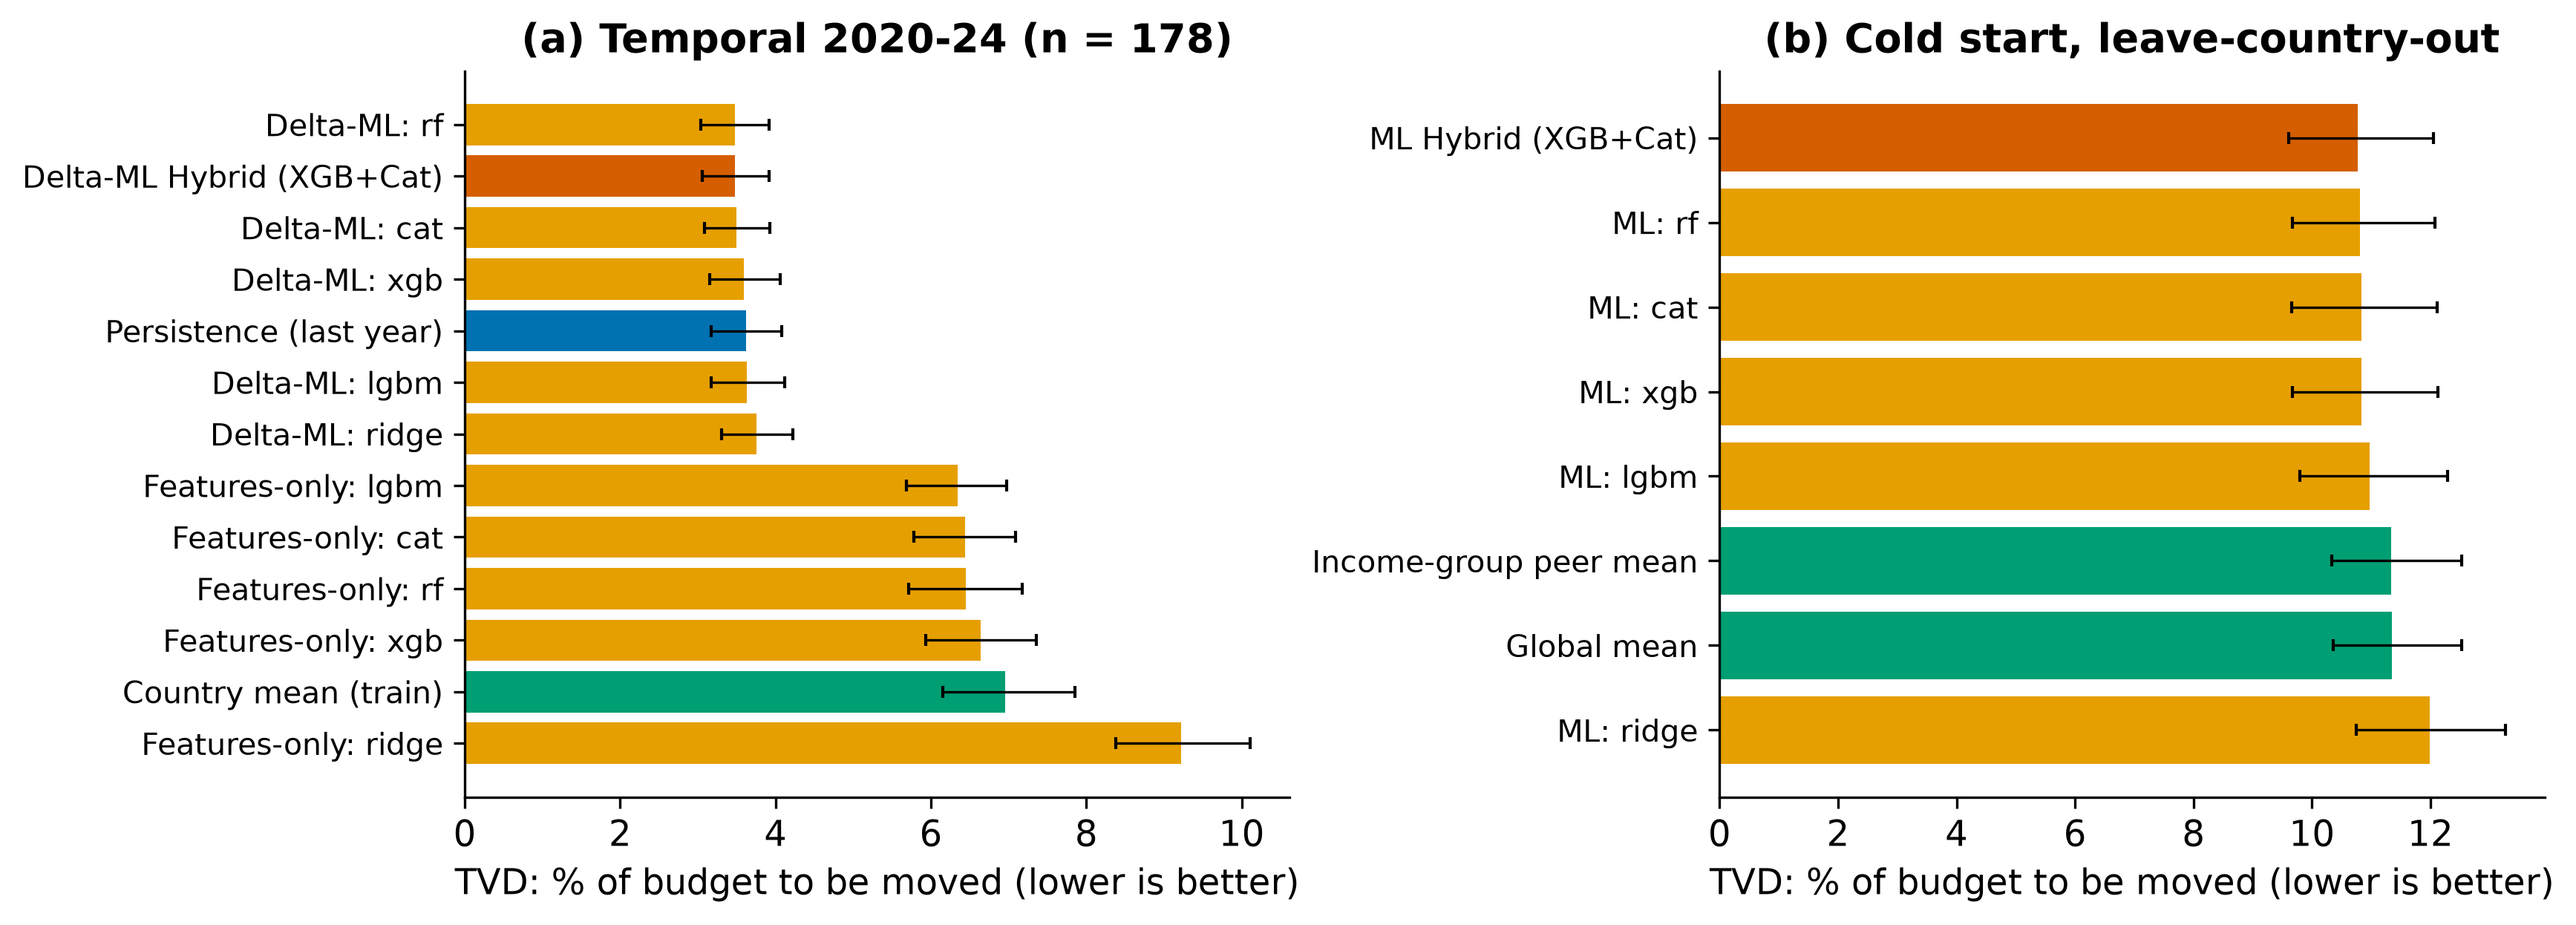 (a) Temporal 2020-24 (n = 178)
Delta-ML: rf
Delta-ML Hybrid (XGB+Cat)
Delta-ML: cat
Delta-ML: xgb
Persistence (last year)
Delta-ML: lgbm
Delta-ML: ridge
Features-only: lgbm
Features-only: cat
Features-only: rf
Features-only: xgb
Country mean (train)
Features-only: ridge
0 2 4 6 8 10
TVD: % of budget to be moved (lower is better)
(b) Cold start, leave-country-out
ML Hybrid (XGB+Cat)
ML: rf
ML: cat
ML: xgb
ML: lgbm
Income-group peer mean
Global mean
ML: ridge
0 2 4 6 8 10 12
TVD: % of budget to be moved (lower is better)